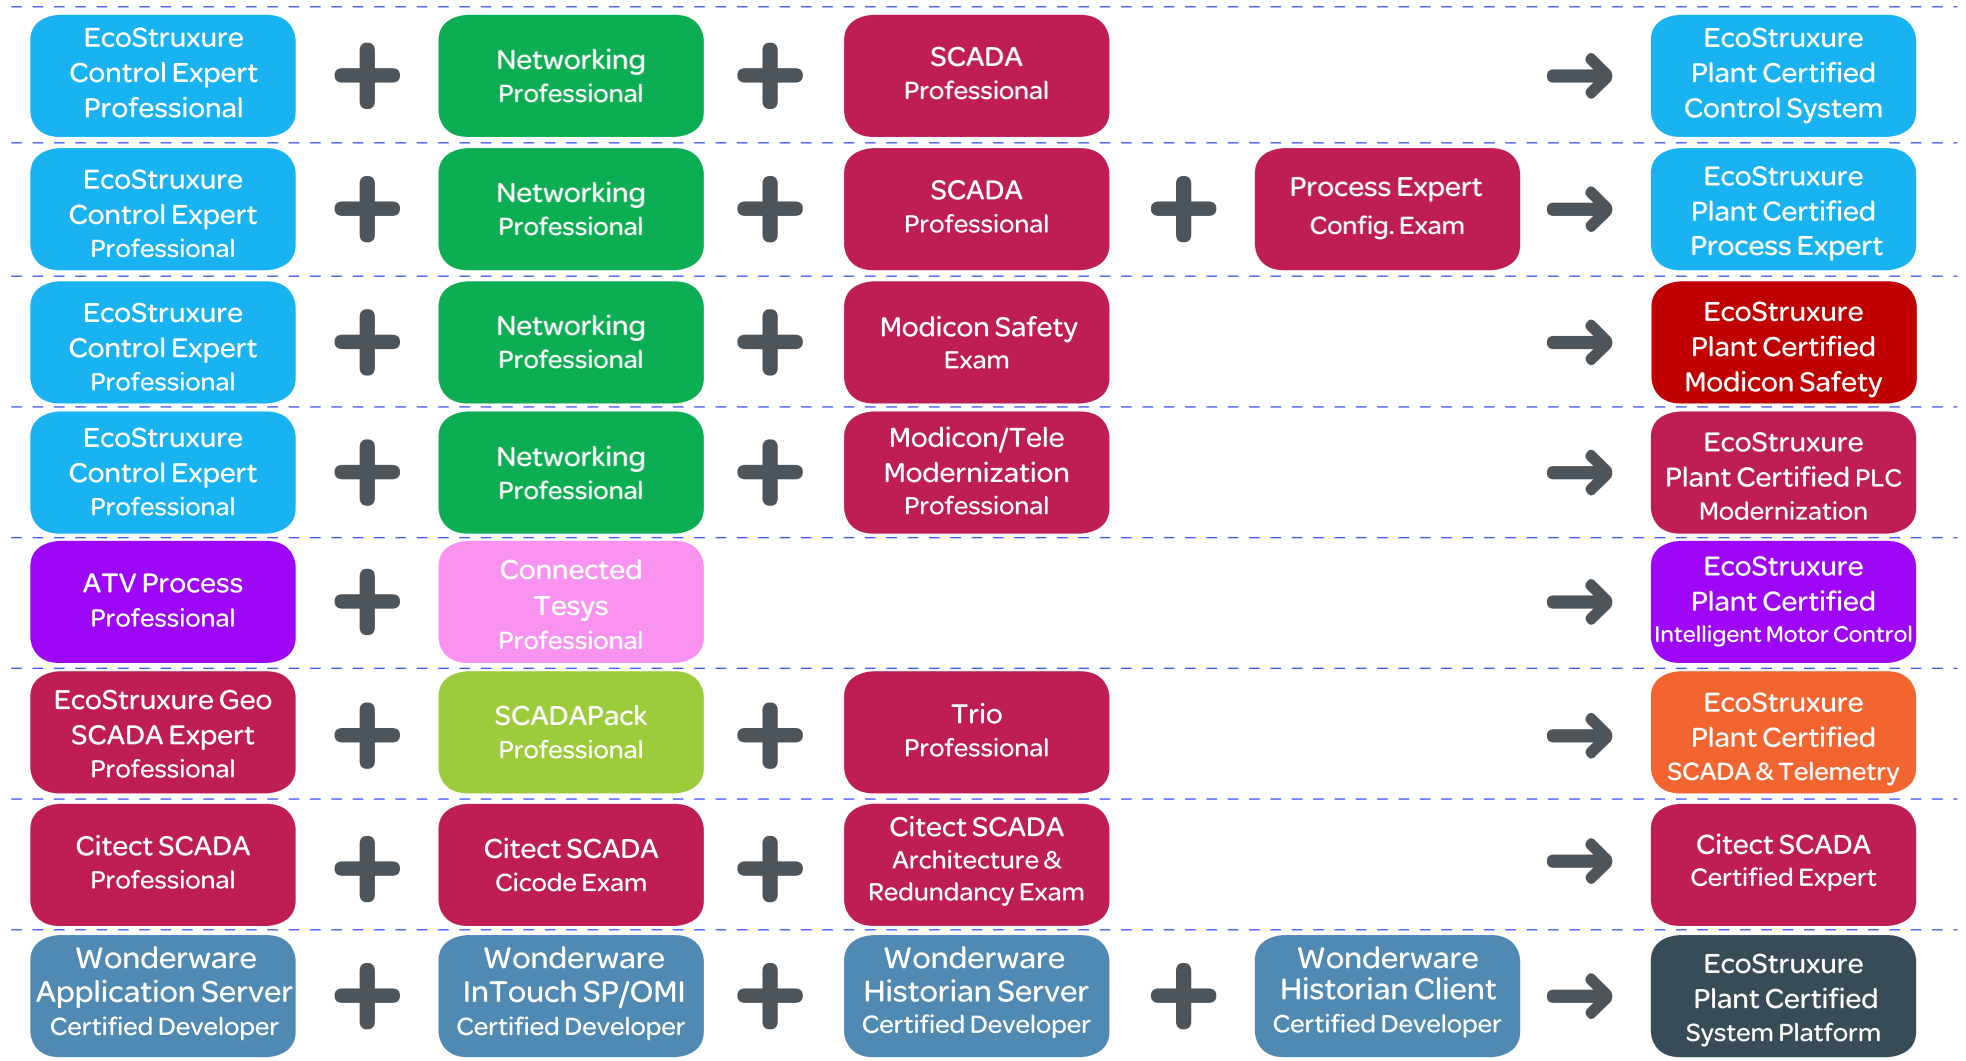 EcoStruxure
Control Expert
Professional
Networking
Professional
SCADA
Professional
EcoStruxure
Plant Certified
Control System
EcoStruxure
Control Expert
Professional
Networking
Professional
SCADA
Professional
Process Expert
Config. Exam
EcoStruxure
Plant Certified
Process Expert
EcoStruxure
Control Expert
Professional
Networking
Professional
Modicon Safety
Exam
EcoStruxure
Plant Certified
Modicon Safety
EcoStruxure
Control Expert
Professional
Networking
Professional
Modicon/Tele
Modernization
Professional
EcoStruxure
Plant Certified PLC
Modernization
ATV Process
Professional
Connected
Tesys
Professional
EcoStruxure
Plant Certified
Intelligent Motor Control
EcoStruxure Geo
SCADA Expert
Professional
SCADAPack
Professional
Trio
Professional
EcoStruxure
Plant Certified
SCADA & Telemetry
Citect SCADA
Professional
Citect SCADA
Cicode Exam
Citect SCADA
Architecture &
Redundancy Exam
Citect SCADA
Certified Expert
Wonderware
Application Server
Certified Developer
Wonderware
InTouch SP/OMI
Certified Developer
Wonderware
Historian Server
Certified Developer
Wonderware
Historian Client
Certified Developer
EcoStruxure
Plant Certified
System Platform